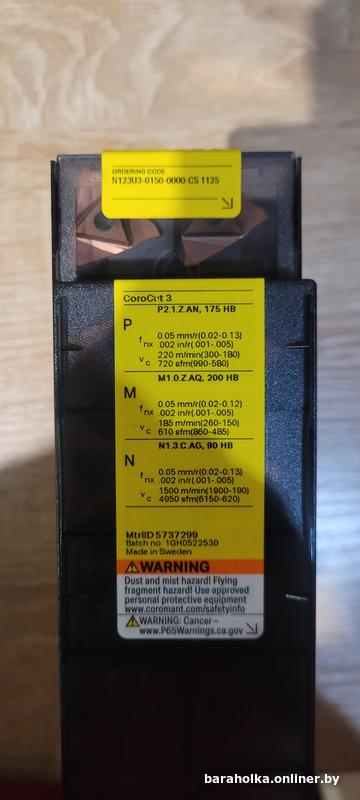 ORDERING CODE
N123U3-0150-0000-CS 1125
CoroCut 3
P2.1.Z.AN, 175 HB
P
fnx 0.05 mm/r(0.02-0.13)
.002 in/r(.001-.005)
vc 220 m/min(300-180)
720 sfm(990-580)
M1.0.Z.AQ, 200 HB
M
fnx 0.05 mm/r(0.02-0.12)
.002 in/r(.001-.005)
vc 185 m/min(260-150)
610 sfm(860-485)
N1.3.C.AG, 90 HB
N
fnx 0.05 mm/r(0.02-0.13)
.002 in/r(.001-.005)
vc 1500 m/min(1900-190)
4950 sfm(6150-620)
MtrlID 5737299
Batch no. 1GH0522530
Made in Sweden
WARNING
Dust and mist hazard! Flying
fragment hazard! Use approved
personal protective equipment
www.coromant.com/safetyinfo
WARNING: Cancer –
www.P65Warnings.ca.gov
baraholka.onliner.by